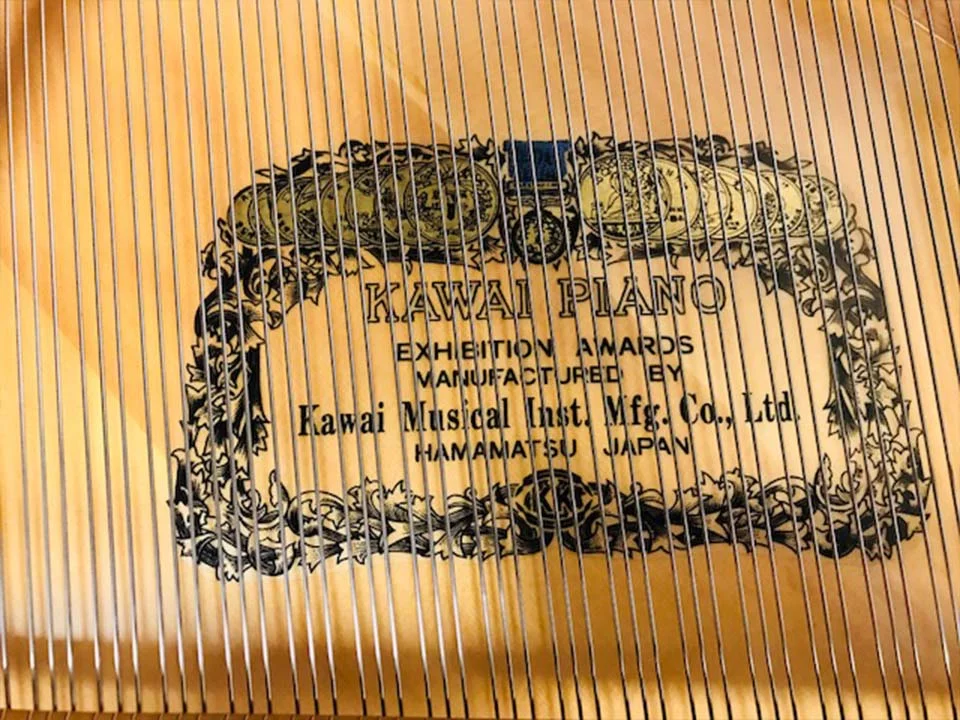 KAWAI PIANO
EXHIBITION AWARDS
MANUFACTURED BY
Kawai Musical Inst. Mfg. Co., Ltd.
HAMAMATSU JAPAN